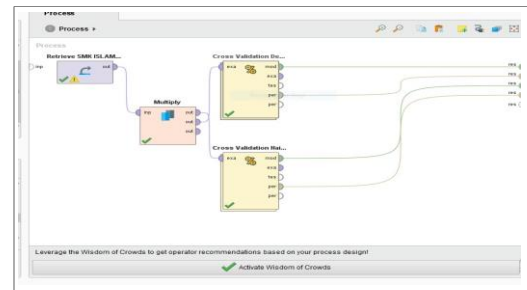 Process
Process ▸
Process
Retrieve SMK ISLAM...
inp
out
Multiply
inp
out
out
out
Cross Validation De...
exa
mod
exa
tes
per
per
Cross Validation Nai...
exa
mod
exa
tes
per
per
res
res
res
res
res
Leverage the Wisdom of Crowds to get operator recommendations based on your process design!
Activate Wisdom of Crowds